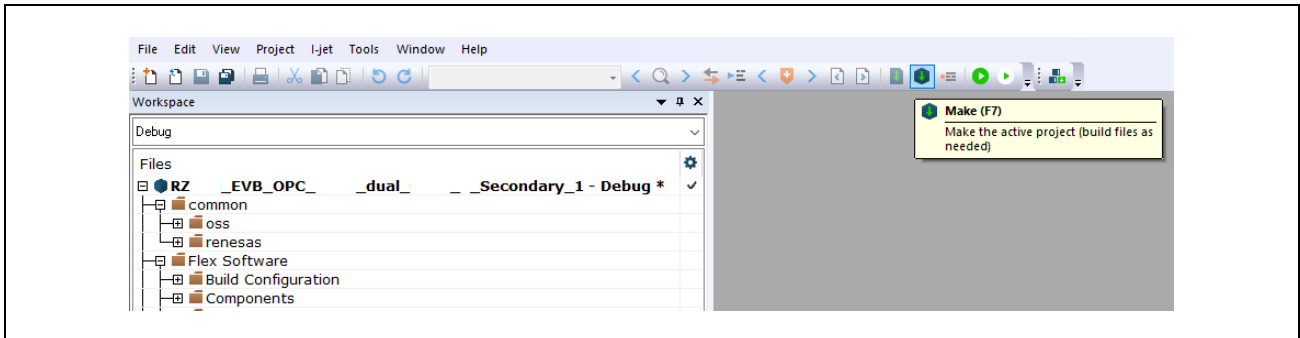 File Edit View Project I-jet Tools Window Help
Workspace
Make (F7)
Debug
Make the active project (build files as
needed)
Files
RZ _EVB_OPC_ _dual_ _ _Secondary_1 - Debug *
common
oss
renesas
Flex Software
Build Configuration
Components